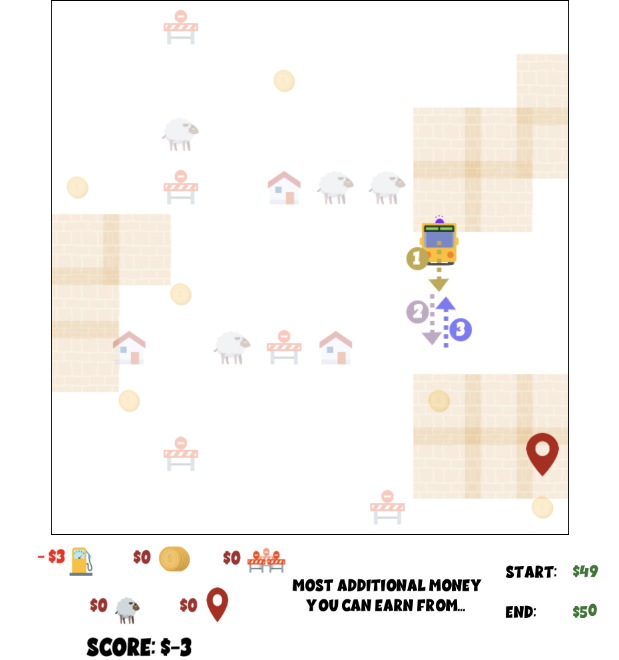 1
2
3
- $3
$0
$0
$0
$0
SCORE: $-3
MOST ADDITIONAL MONEY
YOU CAN EARN FROM...
START: $49
END: $50